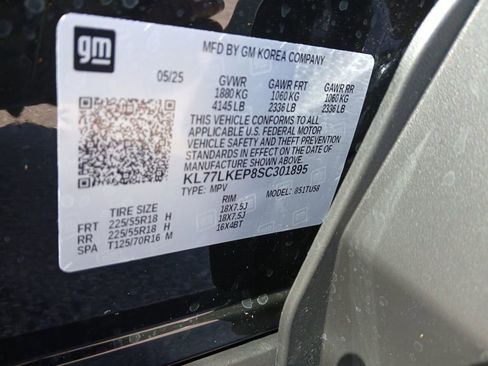 gm
MFD BY GM KOREA COMPANY
05/25 GVWR GAWR FRT GAWR RR
1880 KG 1060 KG 1060 KG
4145 LB 2336 LB 2336 LB
THIS VEHICLE CONFORMS TO ALL
APPLICABLE U.S. FEDERAL MOTOR
VEHICLE SAFETY AND THEFT
PREVENTION STANDARDS IN EFFECT
ON THE DATE OF MANUFACTURE
SHOWN ABOVE.
KL77LKEP8SC301895
TYPE: MPV MODEL: 851TUS8
TIRE SIZE RIM
FRT 225/55R18 H 18X7.5J
RR 225/55R18 H 18X7.5J
SPA T125/70R16 M 16X4BT